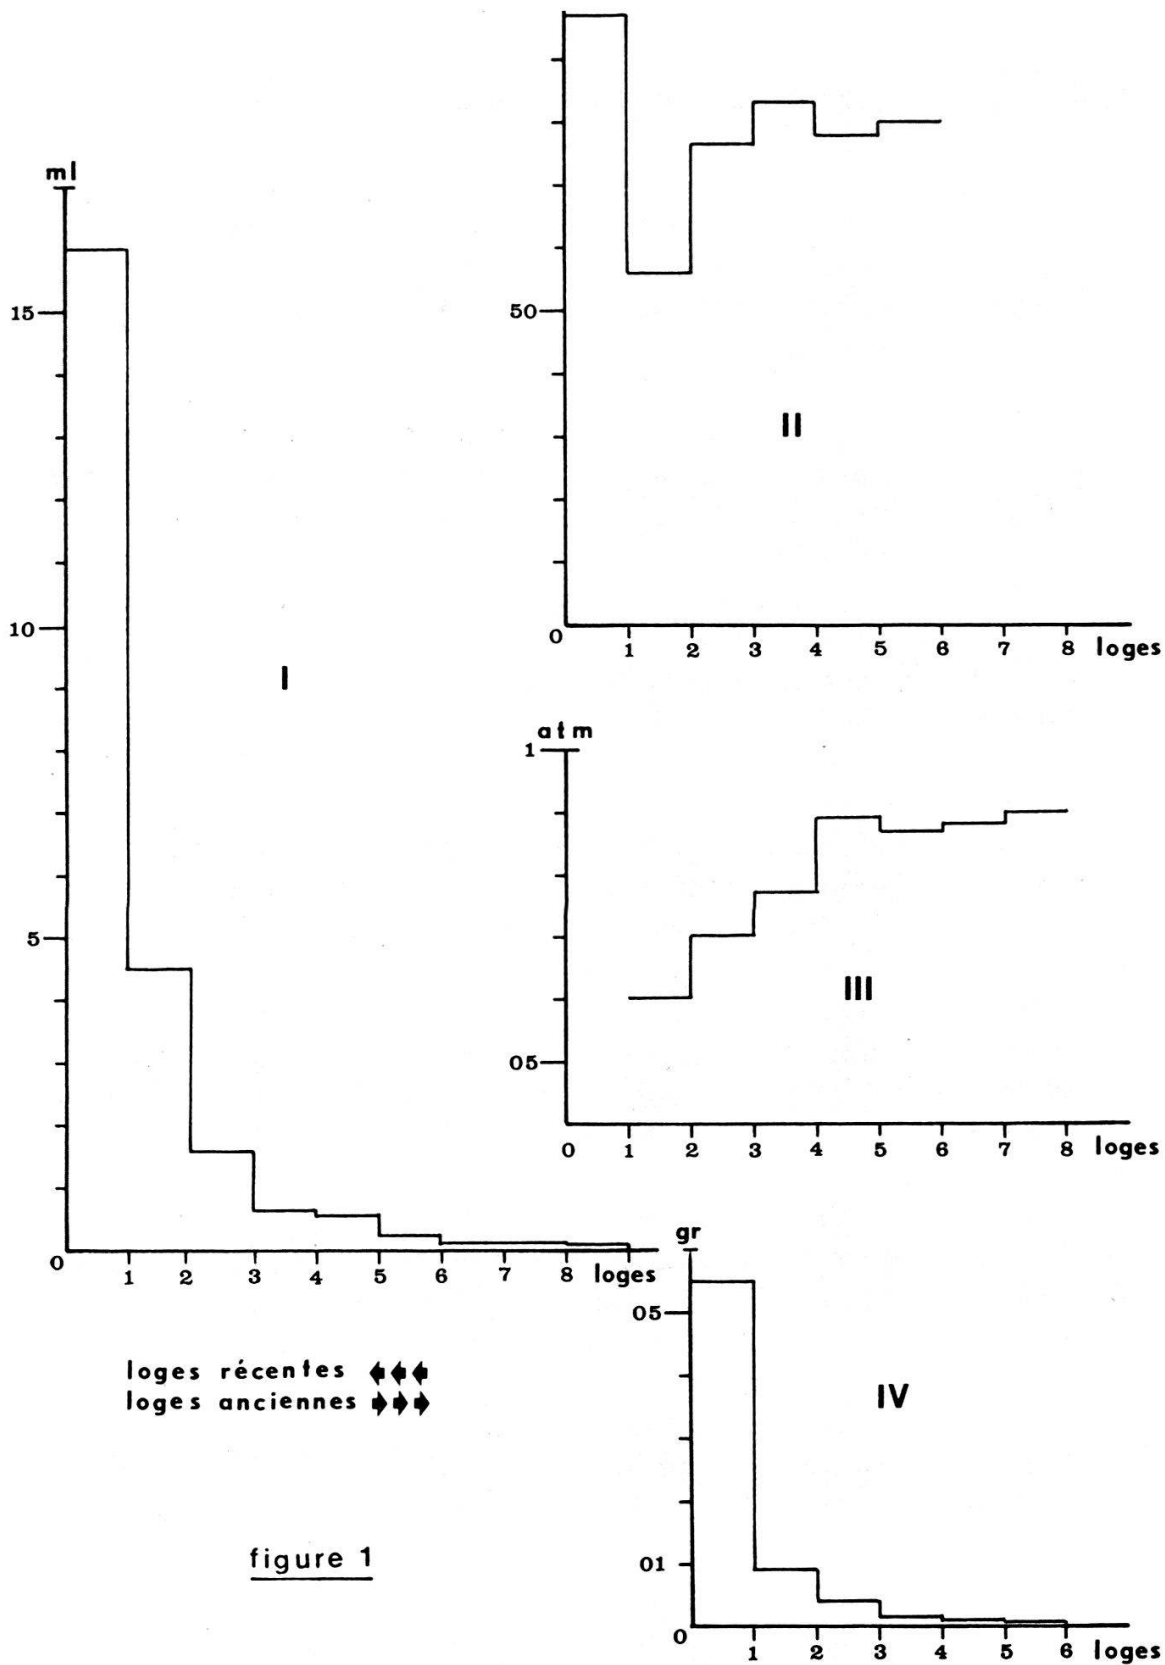 ml
15
10
5
0
1 2 3 4 5 6 7 8 loges
I
50
0
1 2 3 4 5 6 7 8 loges
II
atm
1
05
0 1 2 3 4 5 6 7 8 loges
III
gr
05
01
0
1 2 3 4 5 6 loges
IV
loges récentes
loges anciennes
figure 1